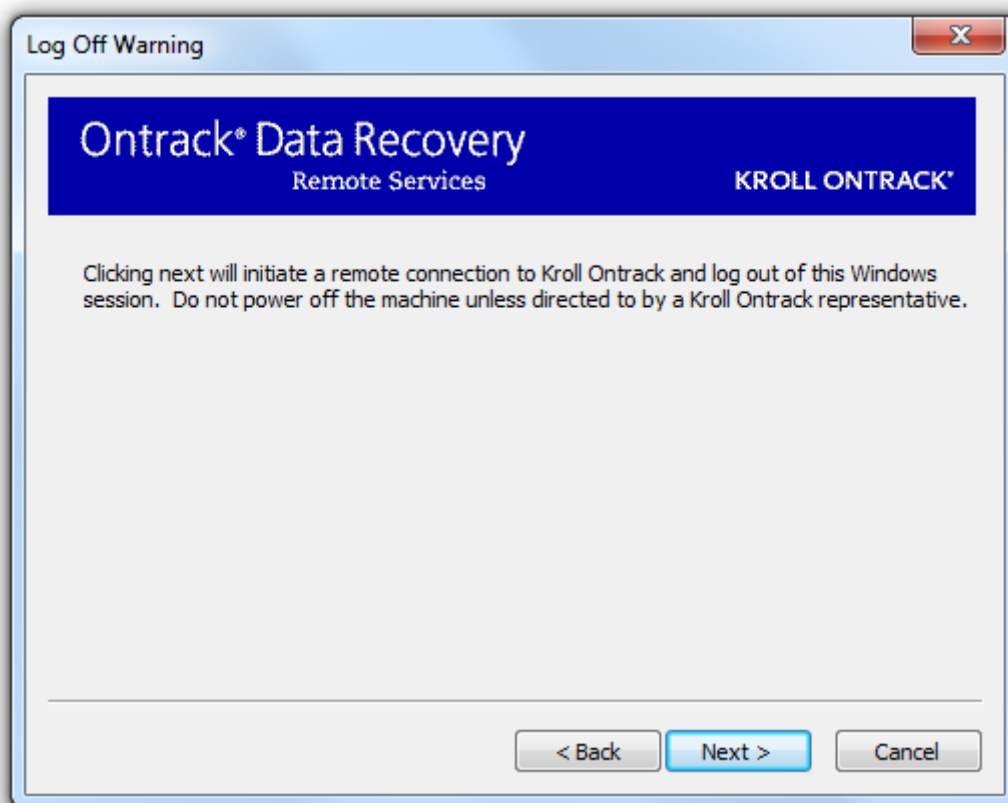 Log Off Warning
Ontrack® Data Recovery
Remote Services
KROLL ONTRACK®
Clicking next will initiate a remote connection to Kroll Ontrack and log out of this Windows
session.  Do not power off the machine unless directed to by a Kroll Ontrack representative.
< Back
Next >
Cancel